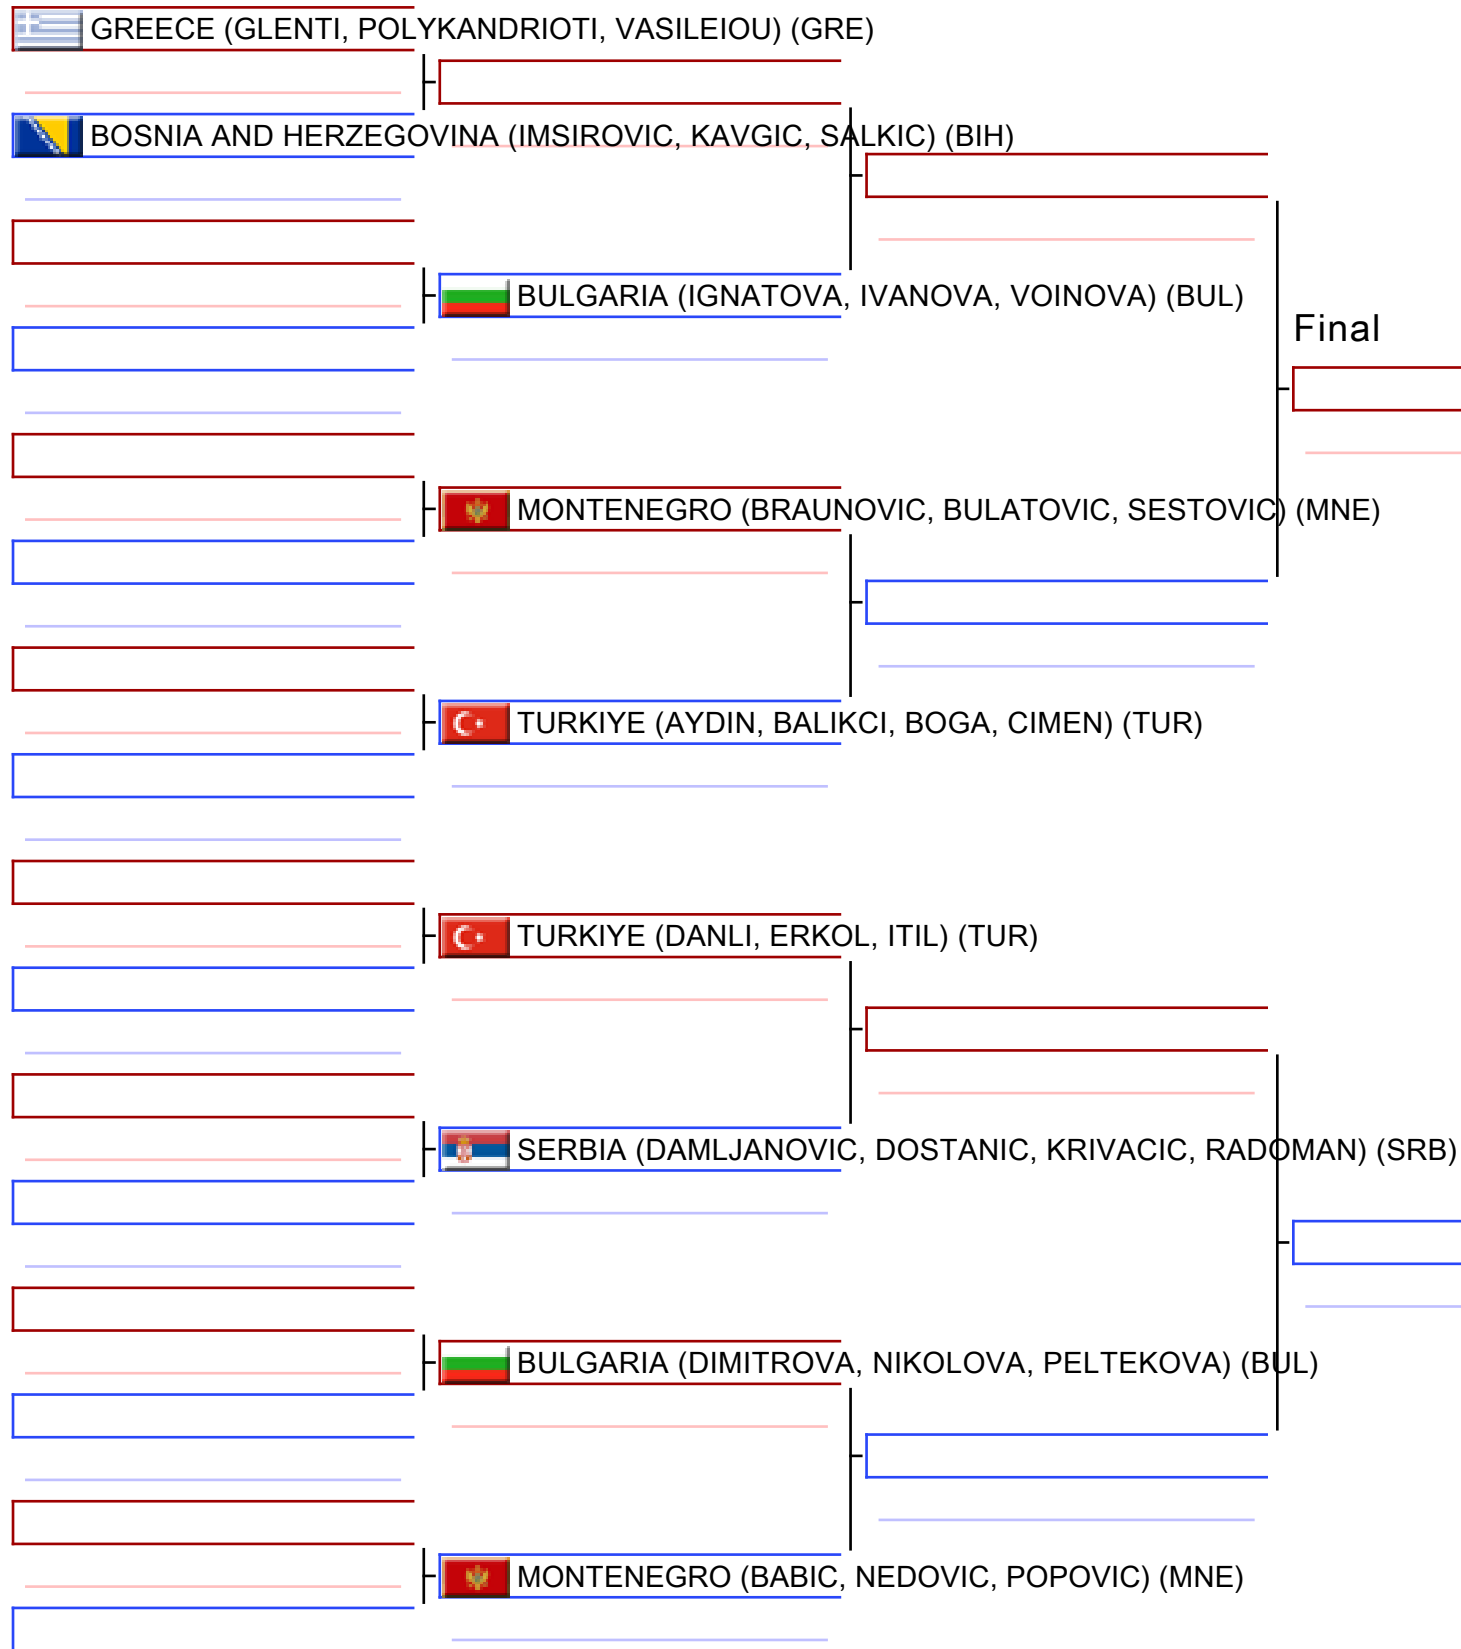 GREECE (GLENTI, POLYKANDRIOTI, VASILEIOU) (GRE)
BOSNIA AND HERZEGOVINA (IMSIROVIC, KAVGIC, SALKIC) (BIH)
BULGARIA (IGNATOVA, IVANOVA, VOINOVA) (BUL)
Final
MONTENEGRO (BRAUNOVIC, BULATOVIC, SESTOVIC) (MNE)
TURKIYE (AYDIN, BALIKCI, BOGA, CIMEN) (TUR)
TURKIYE (DANLI, ERKOL, ITIL) (TUR)
SERBIA (DAMLJANOVIC, DOSTANIC, KRIVACIC, RADOMAN) (SRB)
BULGARIA (DIMITROVA, NIKOLOVA, PELTEKOVA) (BUL)
MONTENEGRO (BABIC, NEDOVIC, POPOVIC) (MNE)